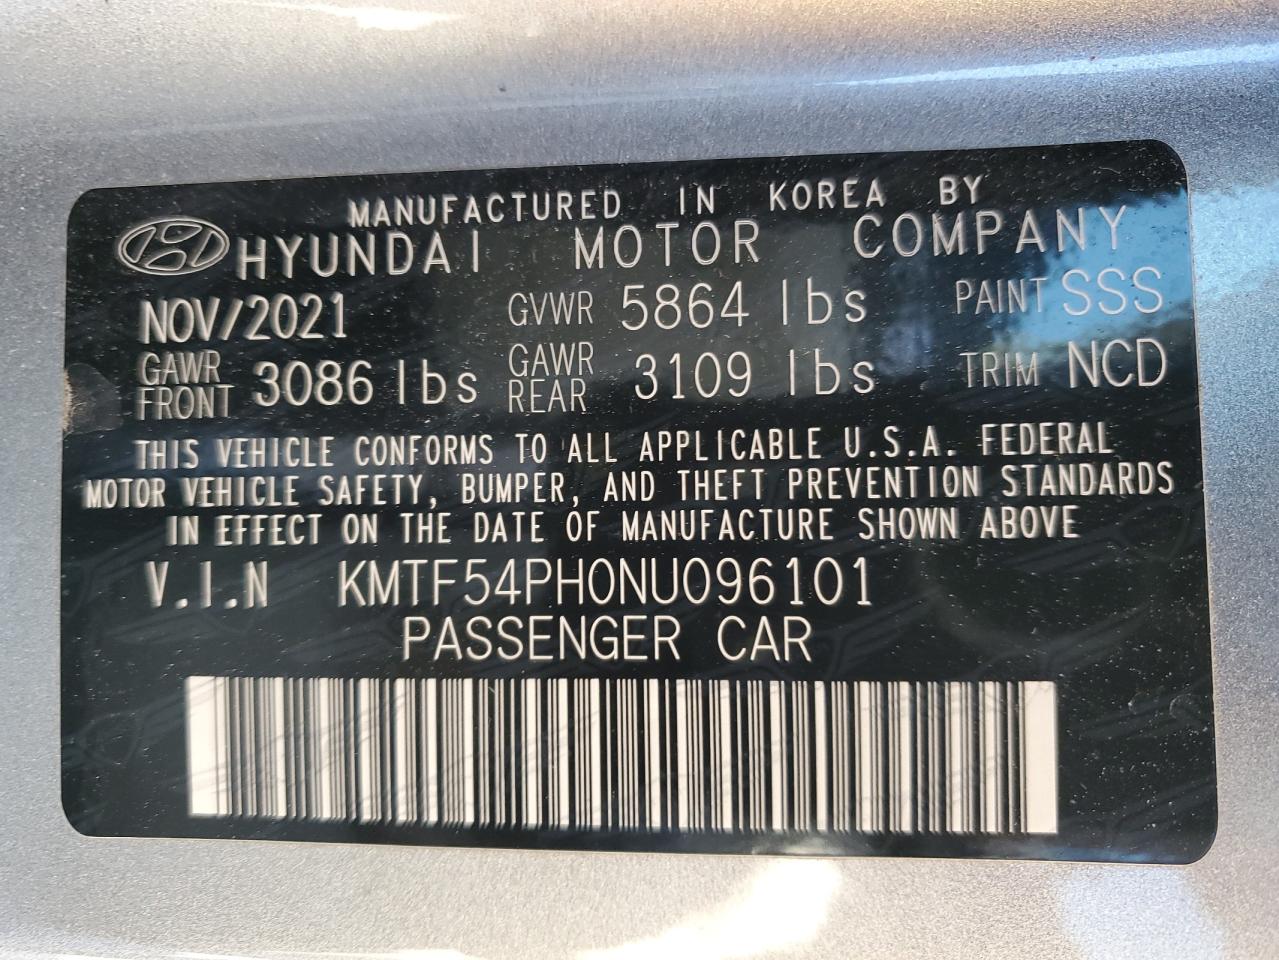 MANUFACTURED IN KOREA BY
HYUNDAI MOTOR COMPANY
NOV/2021 GVWR 5864 lbs PAINT SSS
GAWR FRONT 3086 lbs GAWR REAR 3109 lbs TRIM NCD
THIS VEHICLE CONFORMS TO ALL APPLICABLE U.S.A. FEDERAL
MOTOR VEHICLE SAFETY, BUMPER, AND THEFT PREVENTION STANDARDS
IN EFFECT ON THE DATE OF MANUFACTURE SHOWN ABOVE
V.I.N KMTF54PH0NU096101
PASSENGER CAR